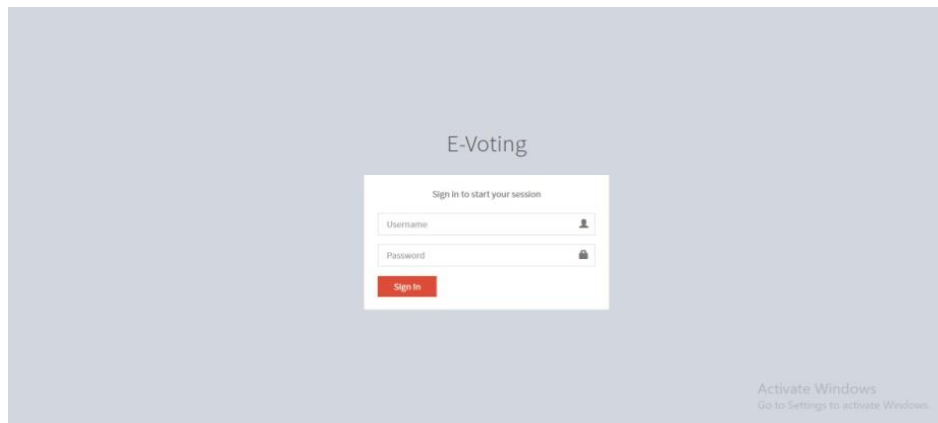 E-Voting
Sign in to start your session
Username
Password
Sign In
Activate Windows
Go to Settings to activate Windows.